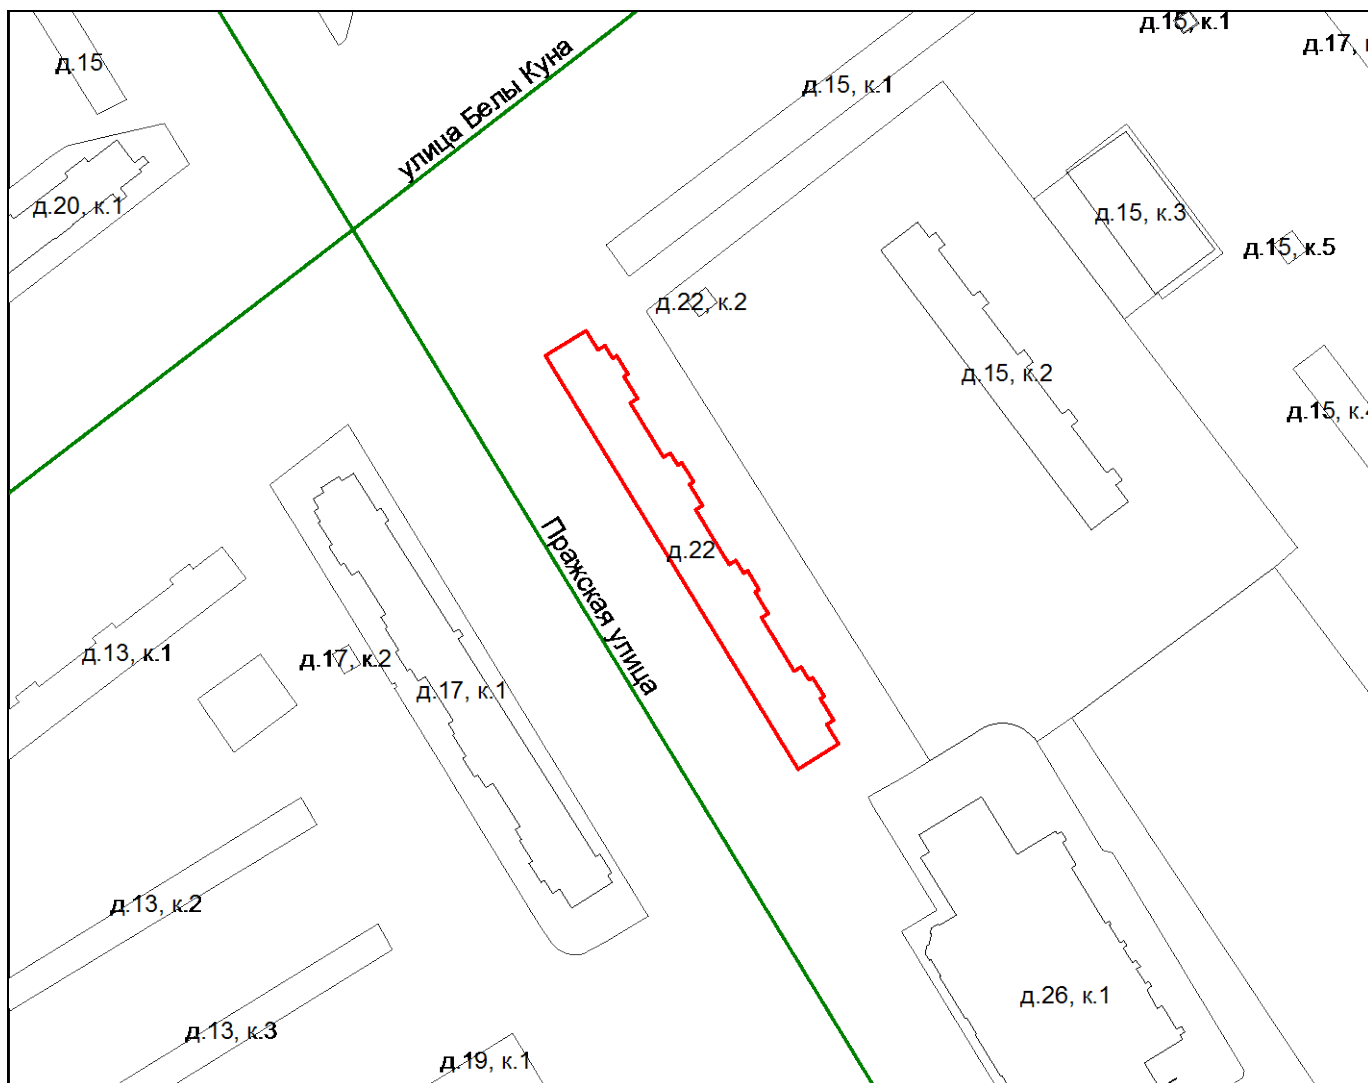 д.15, к.1
д.17,
д.15
улица Белы Куна
д.15, к.1
д.20, к.1
д.15, к.3
д.15, к.5
д.22, к.2
д.15, к.2
д.15, к.4
д.22
Пражская улица
д.13, к.1
д.17, к.2
д.17, к.1
д.13, к.2
д.26, к.1
д.13, к.3
д.19, к.1